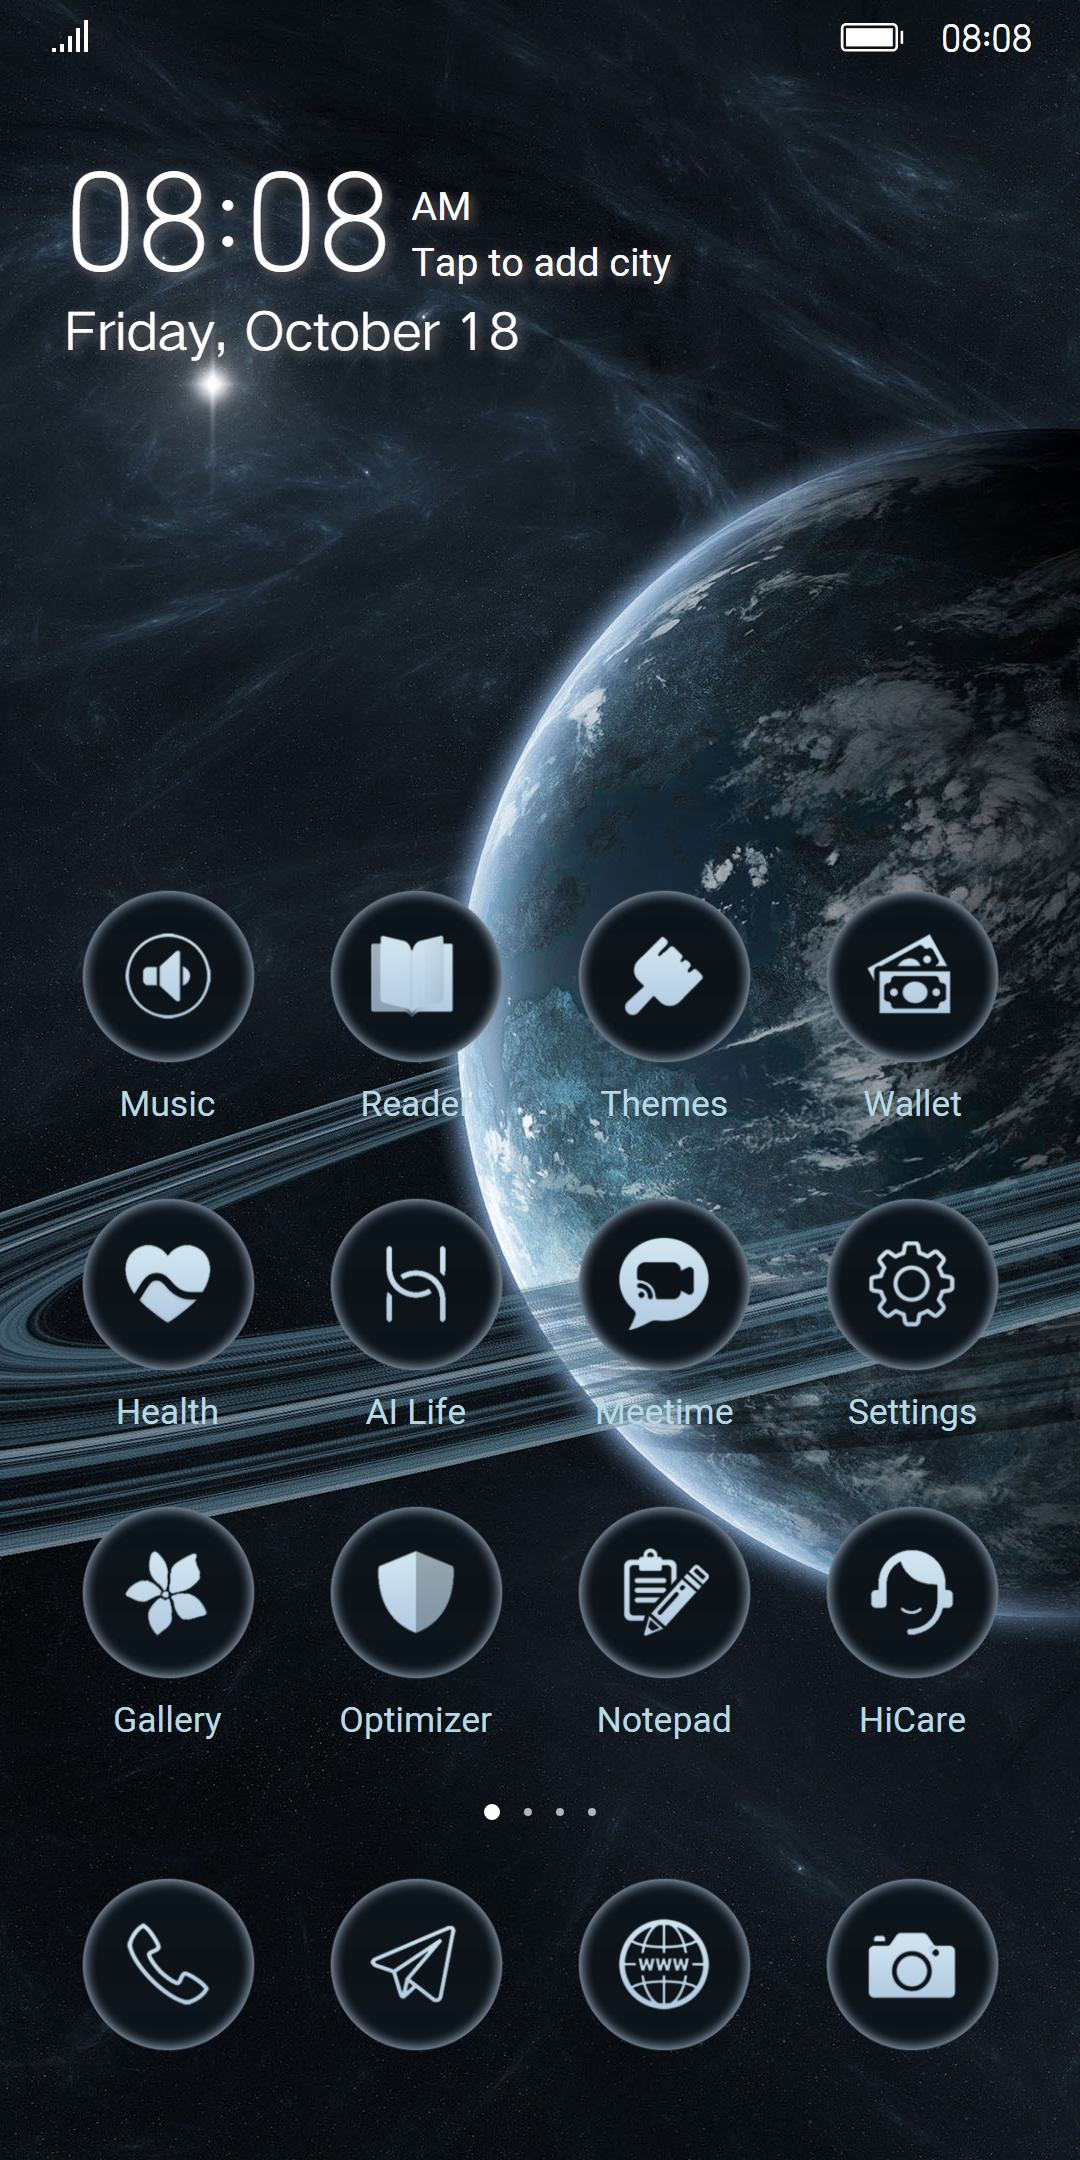 08:08
08:08 AM
Tap to add city
Friday, October 18
Music Reader Themes Wallet
Health AI Life Meetime Settings
Gallery Optimizer Notepad HiCare
WWW